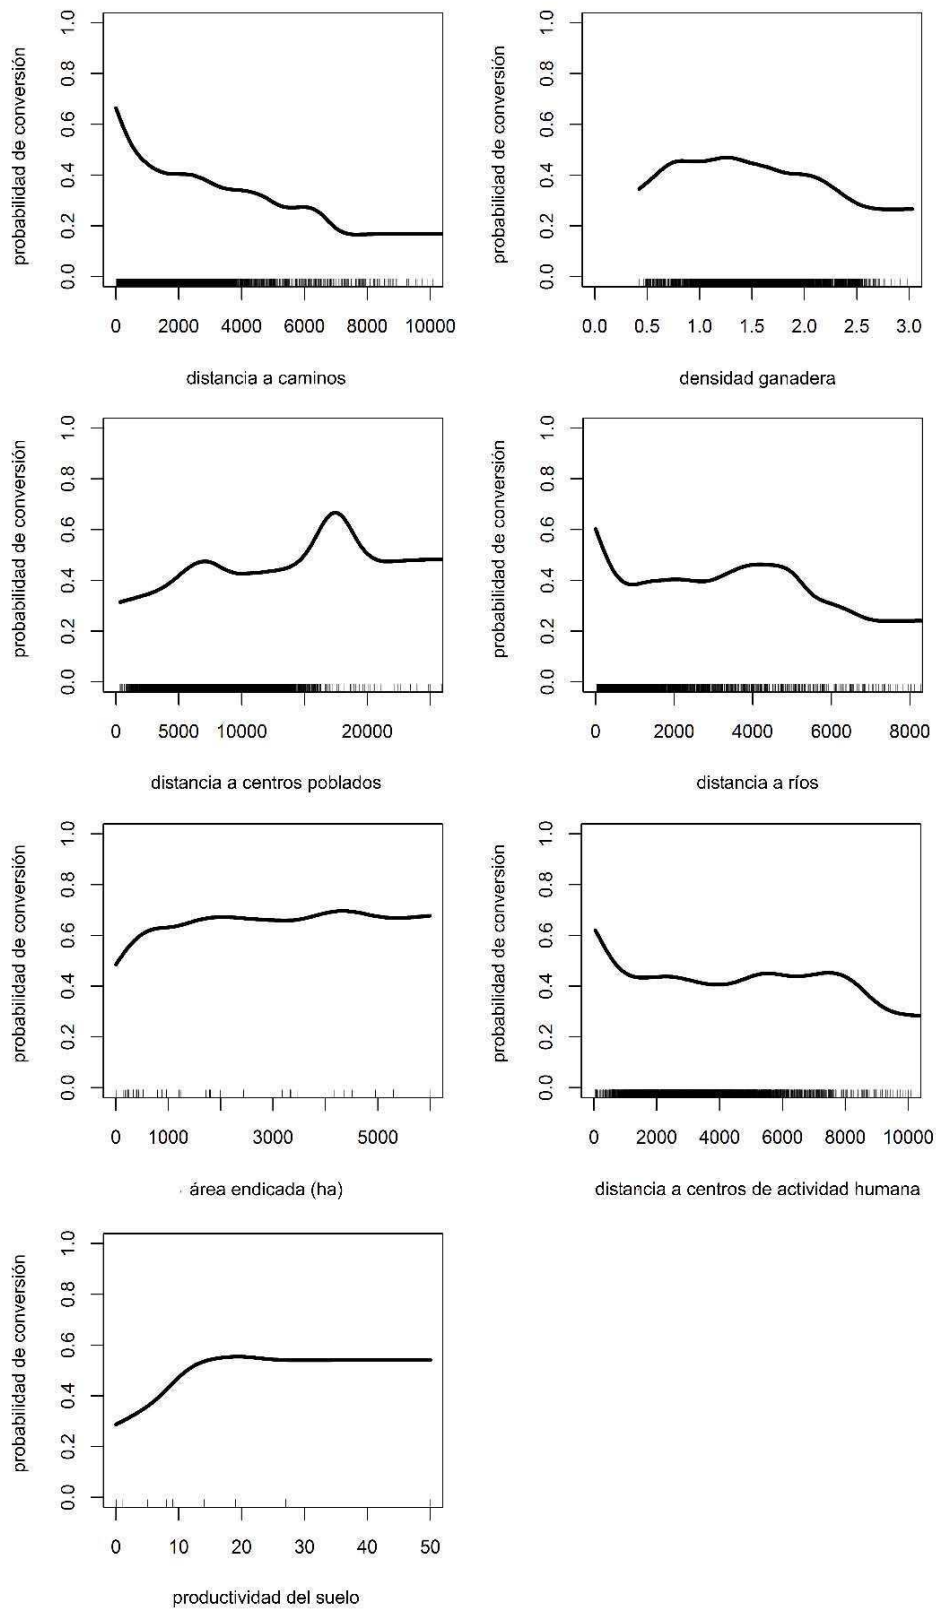 probabilidad de conversión
1.0
0.8
0.6
0.4
0.2
0.0
0 2000 4000 6000 8000 10000
distancia a caminos
probabilidad de conversión
1.0
0.8
0.6
0.4
0.2
0.0
0.0 0.5 1.0 1.5 2.0 2.5 3.0
densidad ganadera
probabilidad de conversión
1.0
0.8
0.6
0.4
0.2
0.0
0 5000 10000 20000
distancia a centros poblados
probabilidad de conversión
1.0
0.8
0.6
0.4
0.2
0.0
0 2000 4000 6000 8000
distancia a ríos
probabilidad de conversión
1.0
0.8
0.6
0.4
0.2
0.0
0 1000 3000 5000
área endicada (ha)
probabilidad de conversión
1.0
0.8
0.6
0.4
0.2
0.0
0 2000 4000 6000 8000 10000
distancia a centros de actividad humana
probabilidad de conversión
1.0
0.8
0.6
0.4
0.2
0.0
0 10 20 30 40 50
productividad del suelo